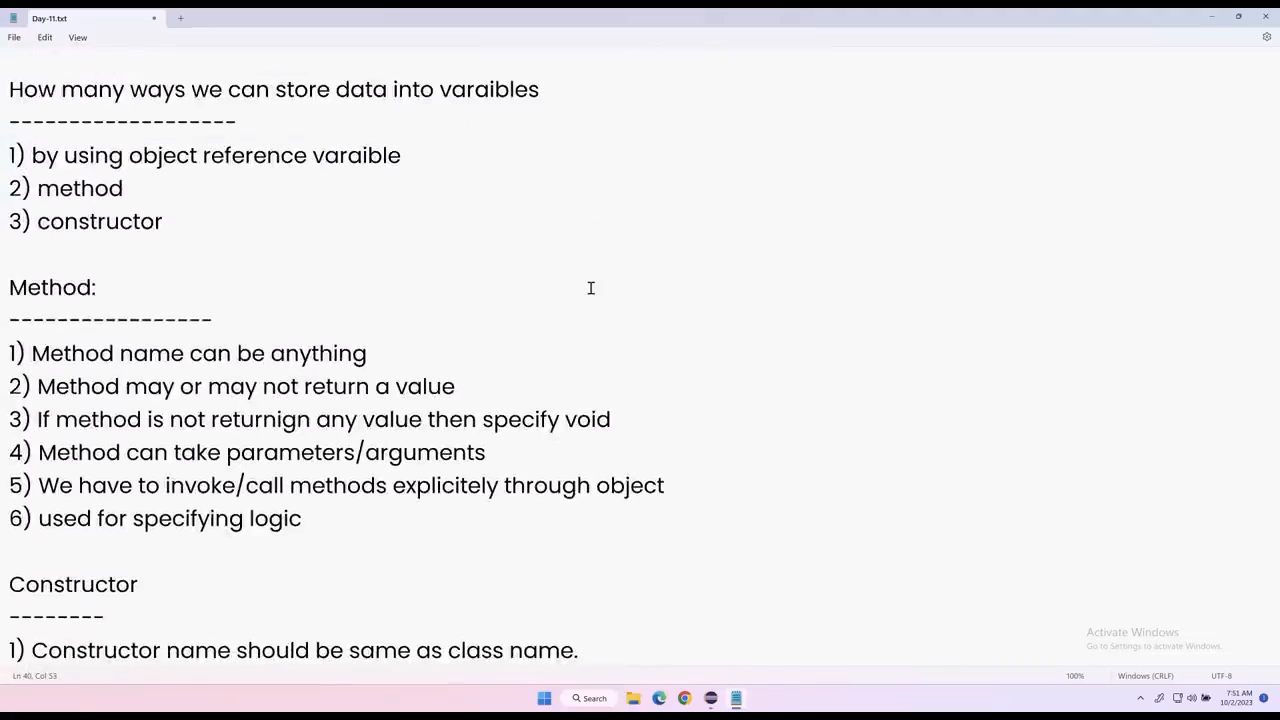 Day-11.txt
File Edit View
How many ways we can store data into varaibles
-------------------
1) by using object reference varaible
2) method
3) constructor
Method:
-----------------
1) Method name can be anything
2) Method may or may not return a value
3) If method is not returnign any value then specify void
4) Method can take parameters/arguments
5) We have to invoke/call methods explicitely through object
6) used for specifying logic
Constructor
--------
1) Constructor name should be same as class name.
Activate Windows
Go to Settings to activate Windows.
Ln 40, Col 53 100% Windows (CRLF) UTF-8
Search
7:51 AM
10/2/2023